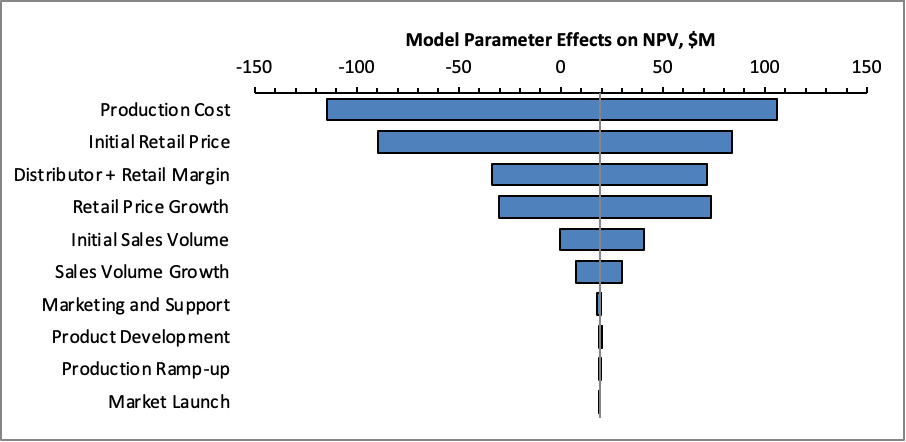 Model Parameter Effects on NPV, $M
-150 -100 -50 0 50 100 150
Production Cost
Initial Retail Price
Distributor + Retail Margin
Retail Price Growth
Initial Sales Volume
Sales Volume Growth
Marketing and Support
Product Development
Production Ramp-up
Market Launch